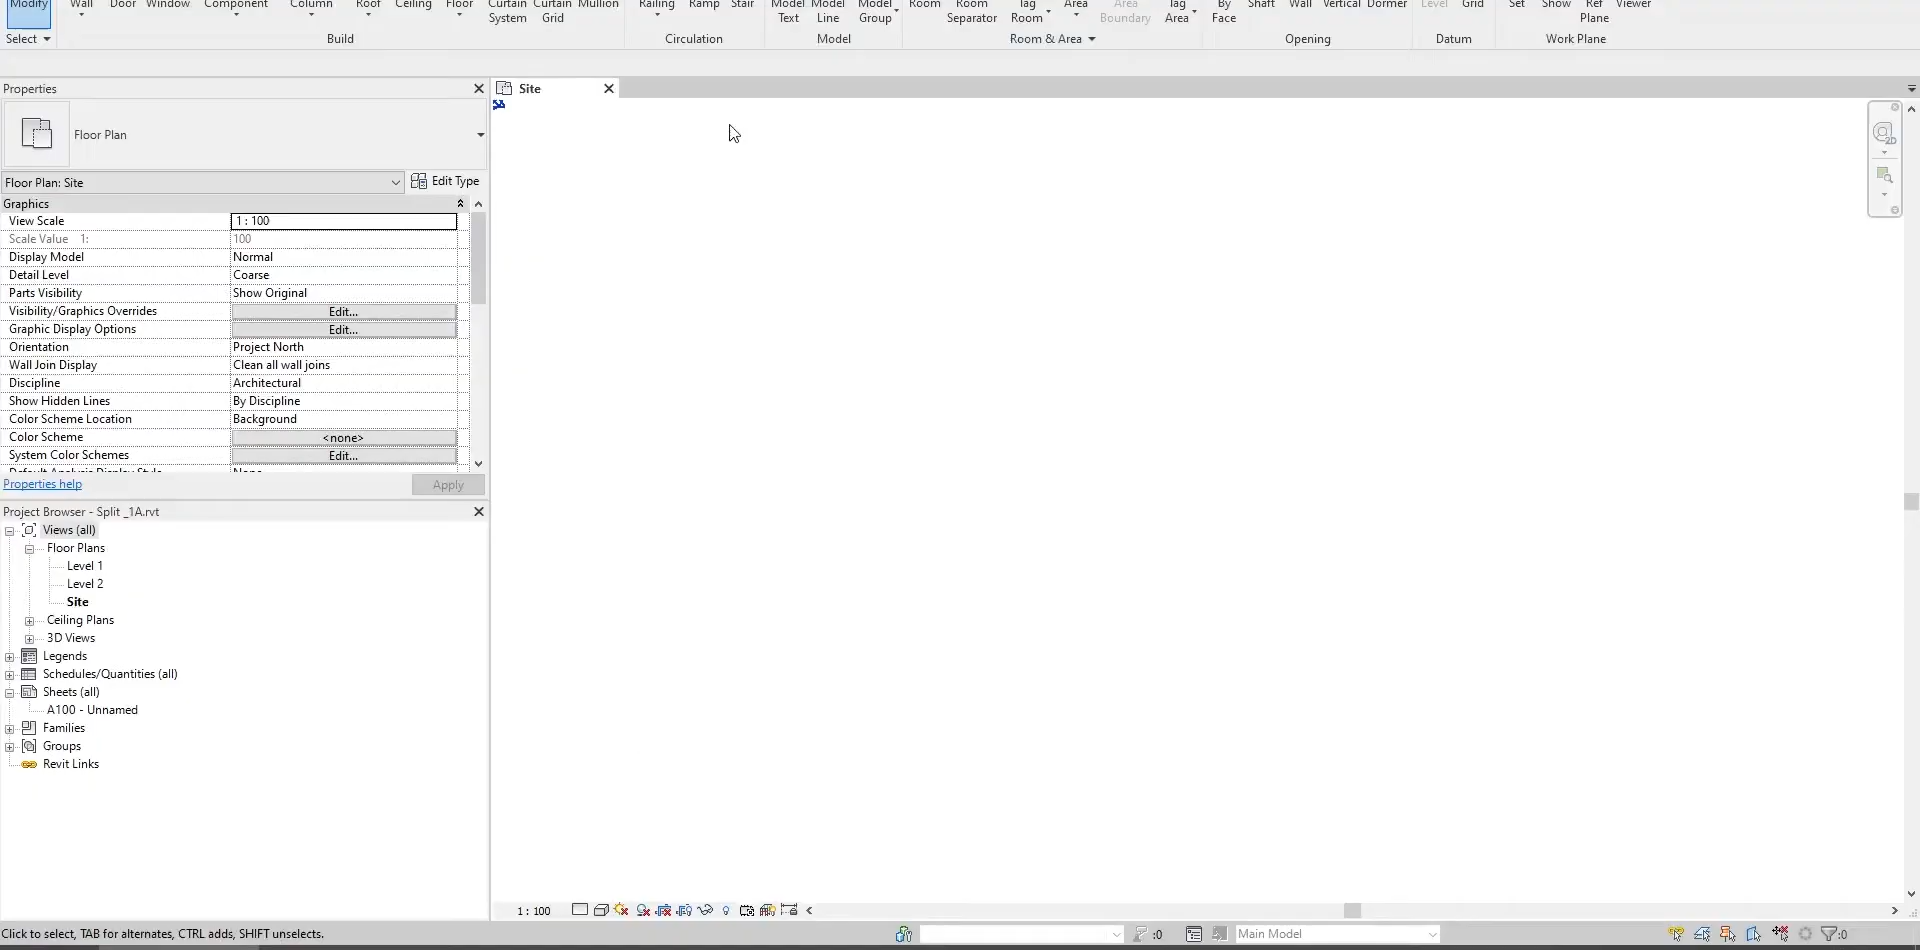 Modify Wall Door Window Component Column Roof Ceiling Floor Curtain System Curtain Grid Mullion Railing Ramp Stair Model Text Model Line Model Group Room Room Separator Tag Room Area Area Boundary Tag Area By Face Shaft Wall Vertical Dormer Level Grid Set Show Ref Plane Viewer
Select Build Circulation Model Room & Area Opening Datum Work Plane
Properties
Site
Floor Plan
2D
Floor Plan: Site Edit Type
Graphics
View Scale 1 : 100
Scale Value 1: 100
Display Model Normal
Detail Level Coarse
Parts Visibility Show Original
Visibility/Graphics Overrides Edit...
Graphic Display Options Edit...
Orientation Project North
Wall Join Display Clean all wall joins
Discipline Architectural
Show Hidden Lines By Discipline
Color Scheme Location Background
Color Scheme <none>
System Color Schemes Edit...
Default Analysis Display Style None
Properties help Apply
Project Browser - Split _1A.rvt
Views (all)
Floor Plans
Level 1
Level 2
Site
Ceiling Plans
3D Views
Legends
Schedules/Quantities (all)
Sheets (all)
A100 - Unnamed
Families
Groups
Revit Links
1 : 100
Click to select, TAB for alternates, CTRL adds, SHIFT unselects. :0 Main Model :0